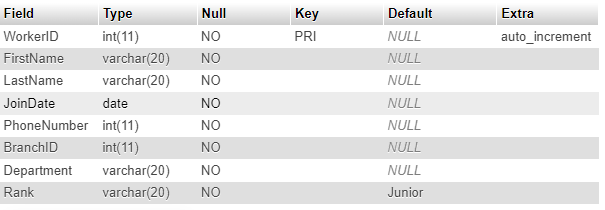 Field Type Null Key Default Extra
WorkerID int(11) NO PRI NULL auto_increment
FirstName varchar(20) NO NULL
LastName varchar(20) NO NULL
JoinDate date NO NULL
PhoneNumber int(11) NO NULL
BranchID int(11) NO NULL
Department varchar(20) NO NULL
Rank varchar(20) NO Junior